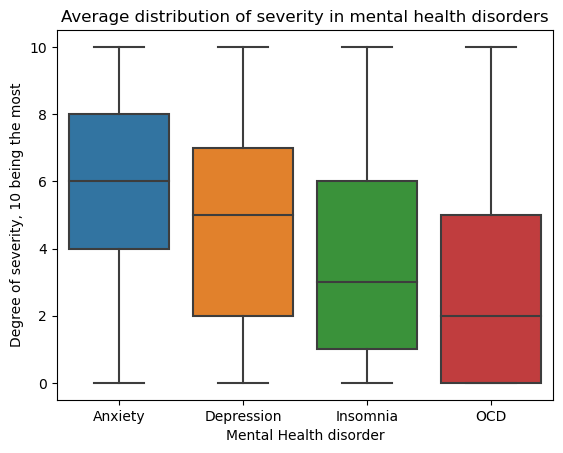 Average distribution of severity in mental health disorders
Degree of severity, 10 being the most
10
8
6
4
2
0
Anxiety
Depression
Insomnia
OCD
Mental Health disorder